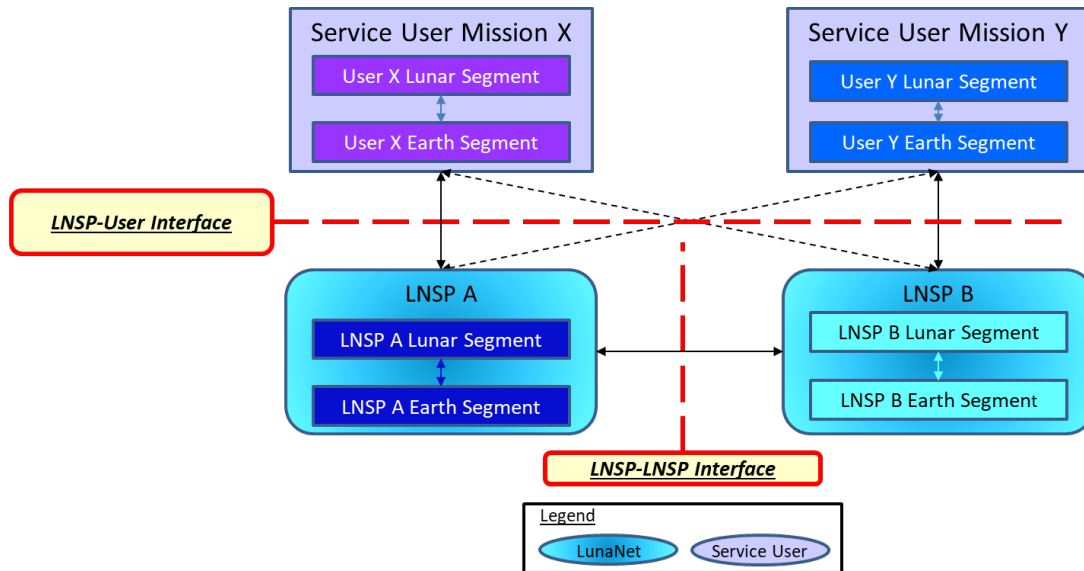 Service User Mission X
User X Lunar Segment
User X Earth Segment
Service User Mission Y
User Y Lunar Segment
User Y Earth Segment
LNSP-User Interface
LNSP A
LNSP A Lunar Segment
LNSP A Earth Segment
LNSP B
LNSP B Lunar Segment
LNSP B Earth Segment
LNSP-LNSP Interface
Legend
LunaNet
Service User